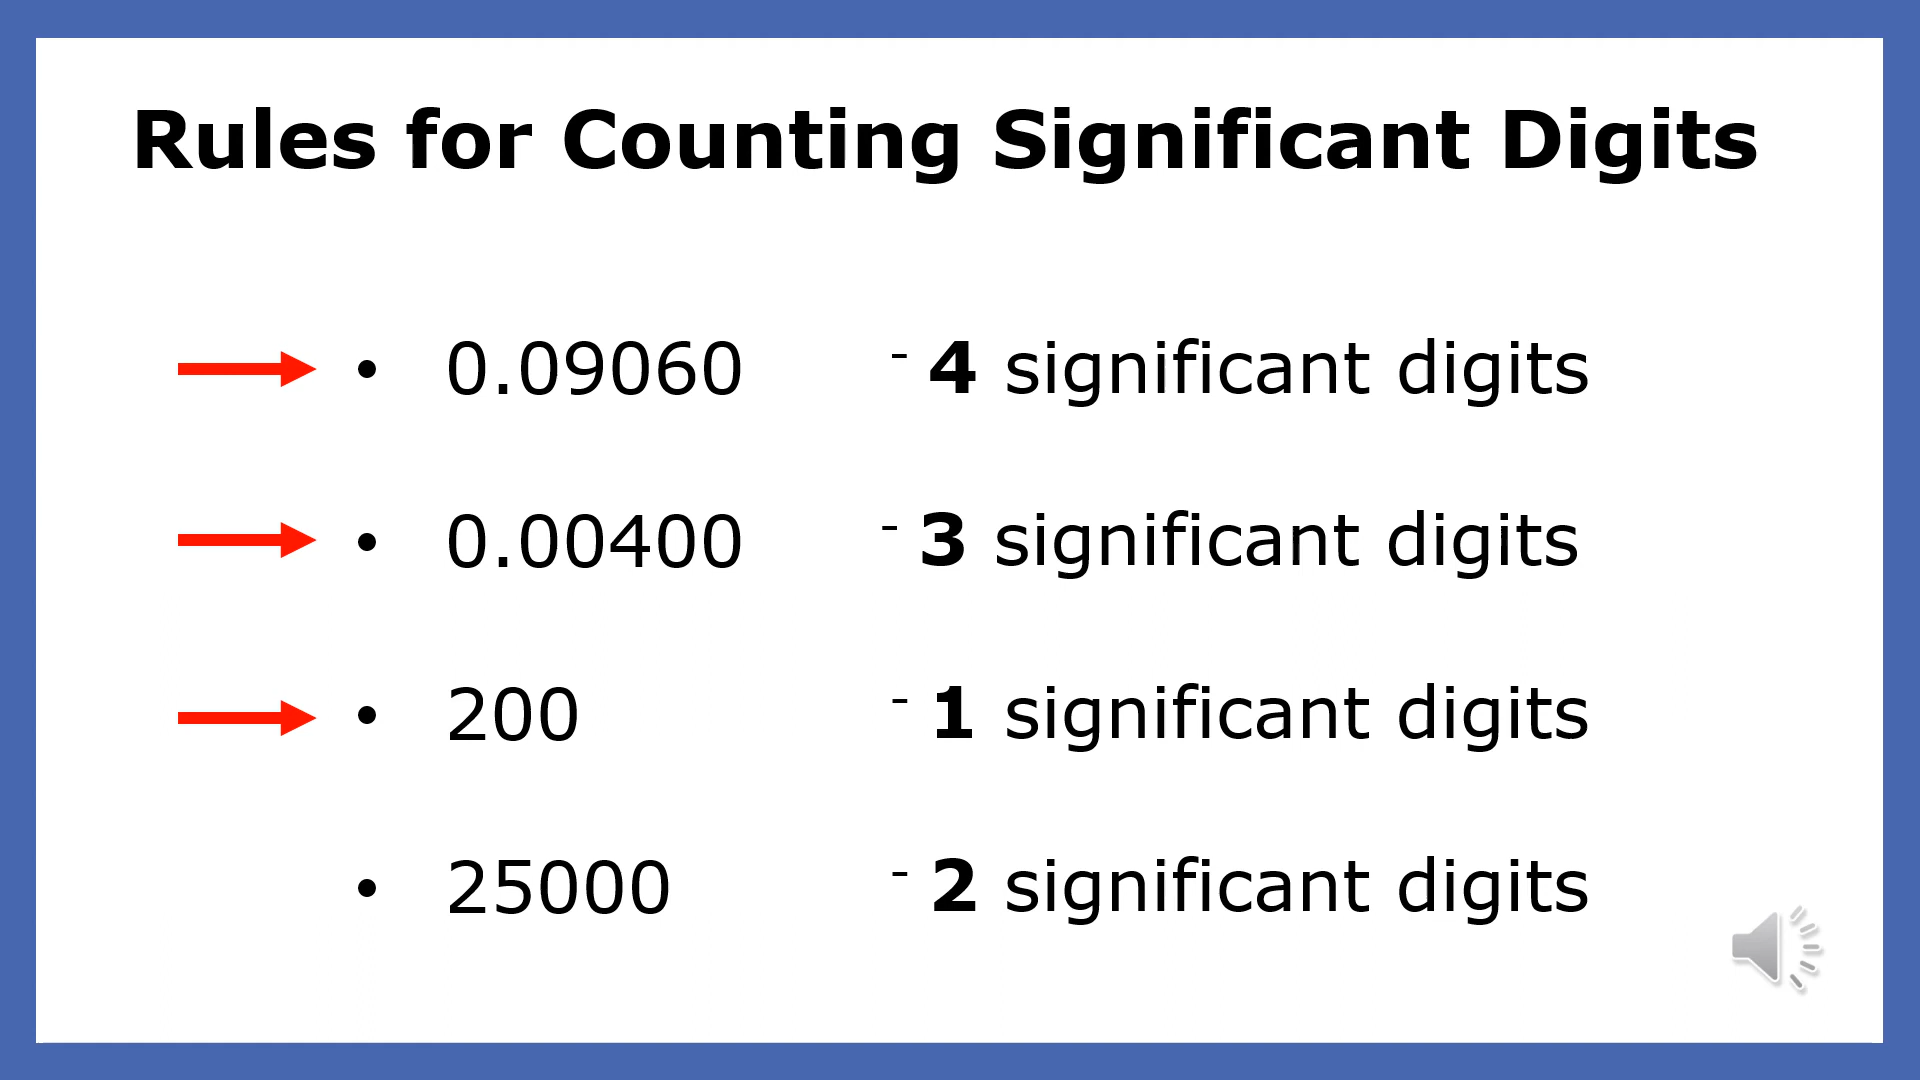 Rules for Counting Significant Digits
• 0.09060 - 4 significant digits
• 0.00400 - 3 significant digits
• 200 - 1 significant digits
• 25000 - 2 significant digits